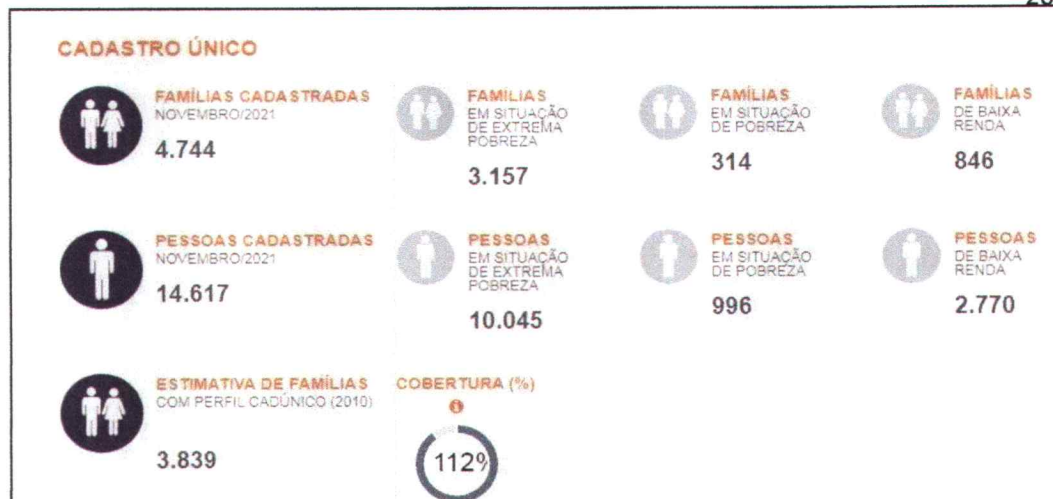 CADASTRO ÚNICO
FAMÍLIAS CADASTRADAS
NOVEMBRO/2021
4.744
FAMÍLIAS
EM SITUAÇÃO
DE EXTREMA
POBREZA
3.157
FAMÍLIAS
EM SITUAÇÃO
DE POBREZA
314
FAMÍLIAS
DE BAIXA
RENDA
846
PESSOAS CADASTRADAS
NOVEMBRO/2021
14.617
PESSOAS
EM SITUAÇÃO
DE EXTREMA
POBREZA
10.045
PESSOAS
EM SITUAÇÃO
DE POBREZA
996
PESSOAS
DE BAIXA
RENDA
2.770
ESTIMATIVA DE FAMÍLIAS
COM PERFIL CADÚNICO (2010)
3.839
COBERTURA (%)
112%